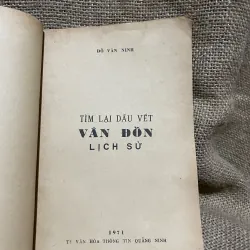 ĐỖ VĂN NINH
TÌM LẠI DẤU VẾT
VÂN ĐỒN
LỊCH SỬ
1971
TY VĂN HÓA THÔNG TIN QUẢNG NINH